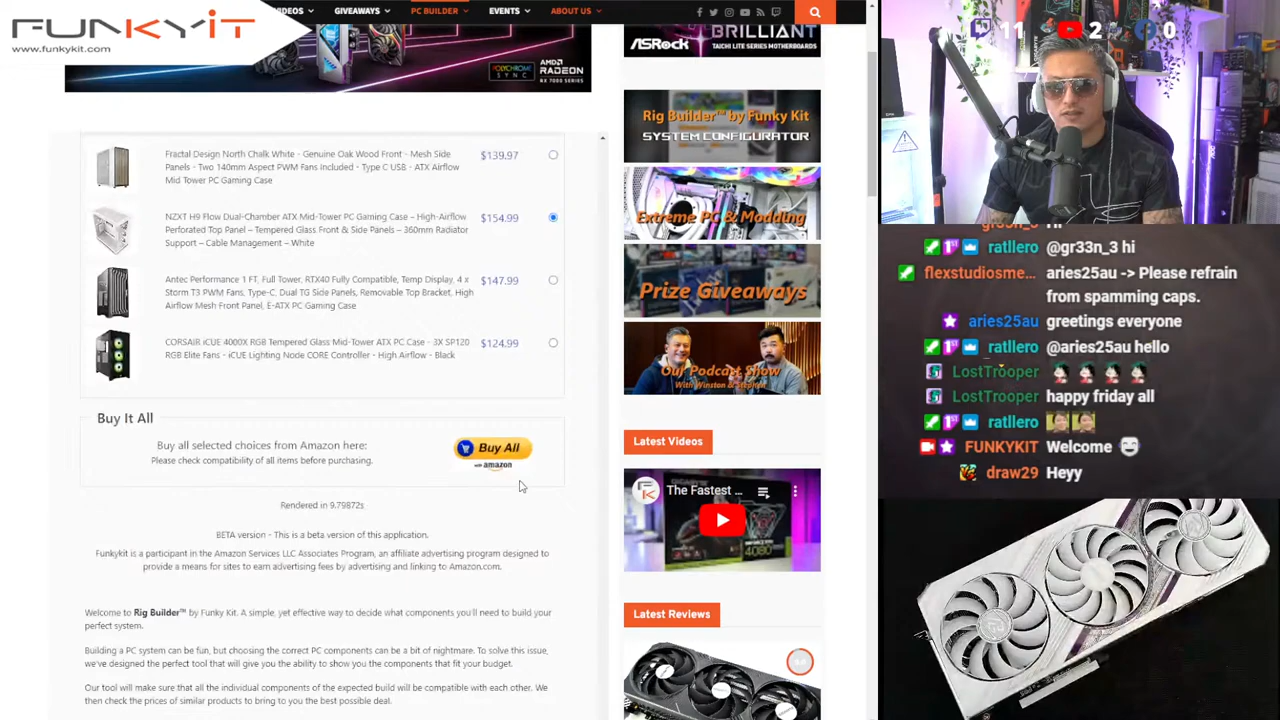 FUNKYIT
www.funkykit.com
VIDEOS
GIVEAWAYS
PC BUILDER
EVENTS
ABOUT US
POLYCHROME SYNC
AMD RADEON
RX 7000 SERIES
ASRock
BRILLIANT
TAICHI LITE SERIES MOTHERBOARDS
Fractal Design North Chalk White - Genuine Oak Wood Front - Mesh Side
Panels - Two 140mm Aspect PWM Fans Included - Type C USB - ATX Airflow
Mid Tower PC Gaming Case
$139.97
NZXT H9 Flow Dual-Chamber ATX Mid-Tower PC Gaming Case – High-Airflow
Perforated Top Panel – Tempered Glass Front & Side Panels – 360mm Radiator
Support – Cable Management – White
$154.99
Antec Performance 1 FT, Full Tower, RTX40 Fully Compatible, Temp Display, 4 x
Storm T3 PWM Fans, Type-C, Dual TG Side Panels, Removable Top Bracket, High
Airflow Mesh Front Panel, E-ATX PC Gaming Case
$147.99
CORSAIR iCUE 4000X RGB Tempered Glass Mid-Tower ATX PC Case - 3X SP120
RGB Elite Fans - iCUE Lighting Node CORE Controller - High Airflow - Black
$124.99
Buy It All
Buy all selected choices from Amazon here:
Please check compatibility of all items before purchasing.
Buy All
with amazon
Rendered in 9.79872s
BETA version - This is a beta version of this application.
Funkykit is a participant in the Amazon Services LLC Associates Program, an affiliate advertising program designed to
provide a means for sites to earn advertising fees by advertising and linking to Amazon.com.
Welcome to Rig Builder™ by Funky Kit. A simple, yet effective way to decide what components you'll need to build your
perfect system.
Building a PC system can be fun, but choosing the correct PC components can be a bit of nightmare. To solve this issue,
we've designed the perfect tool that will give you the ability to show you the components that fit your budget.
Our tool will make sure that all the individual components of the expected build will be compatible with each other. We
then check the prices of similar products to bring to you the best possible deal.
Rig Builder™ by Funky Kit
SYSTEM CONFIGURATOR
Extreme PC & Modding
Prize Giveaways
Our Podcast Show
With Winston & Stephen
Latest Videos
The Fastest ...
4080
Latest Reviews
11
2
0
gr33n_3 Hi
ratllero @gr33n_3 hi
flexstudiosme... aries25au -> Please refrain
from spamming caps.
aries25au greetings everyone
ratllero @aries25au hello
LostTrooper
LostTrooper happy friday all
ratllero
FUNKYKIT Welcome
draw29 Heyy